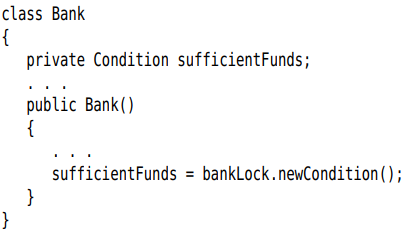 class Bank
{
   private Condition sufficientFunds;
   . . .
   public Bank()
   {
      . . .
      sufficientFunds = bankLock.newCondition();
   }
}